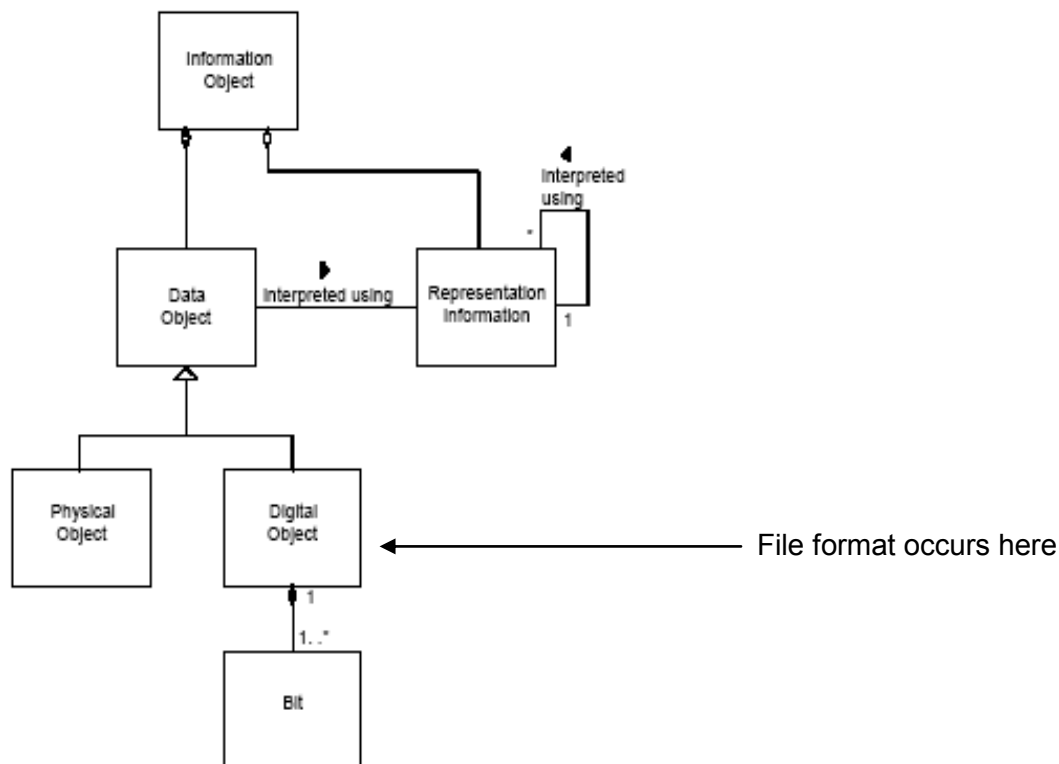 Information
Object
Interpreted
using
*
Data
Object
Interpreted using
Representation
Information
1
Physical
Object
Digital
Object
File format occurs here
1
1. .*
Bit